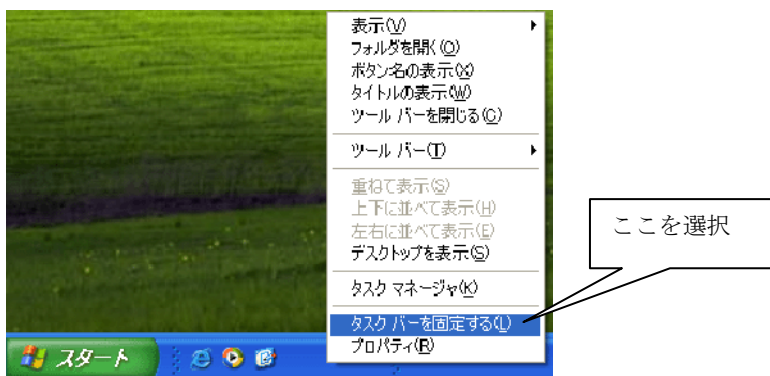 表示(V)
フォルダを開く(O)
ボタン名の表示(X)
タイトルの表示(W)
ツール バーを閉じる(C)
ツール バー(T)
重ねて表示(S)
上下に並べて表示(H)
左右に並べて表示(E)
デスクトップを表示(S)
タスク マネージャ(K)
タスク バーを固定する(L)
プロパティ(R)
ここを選択
スタート